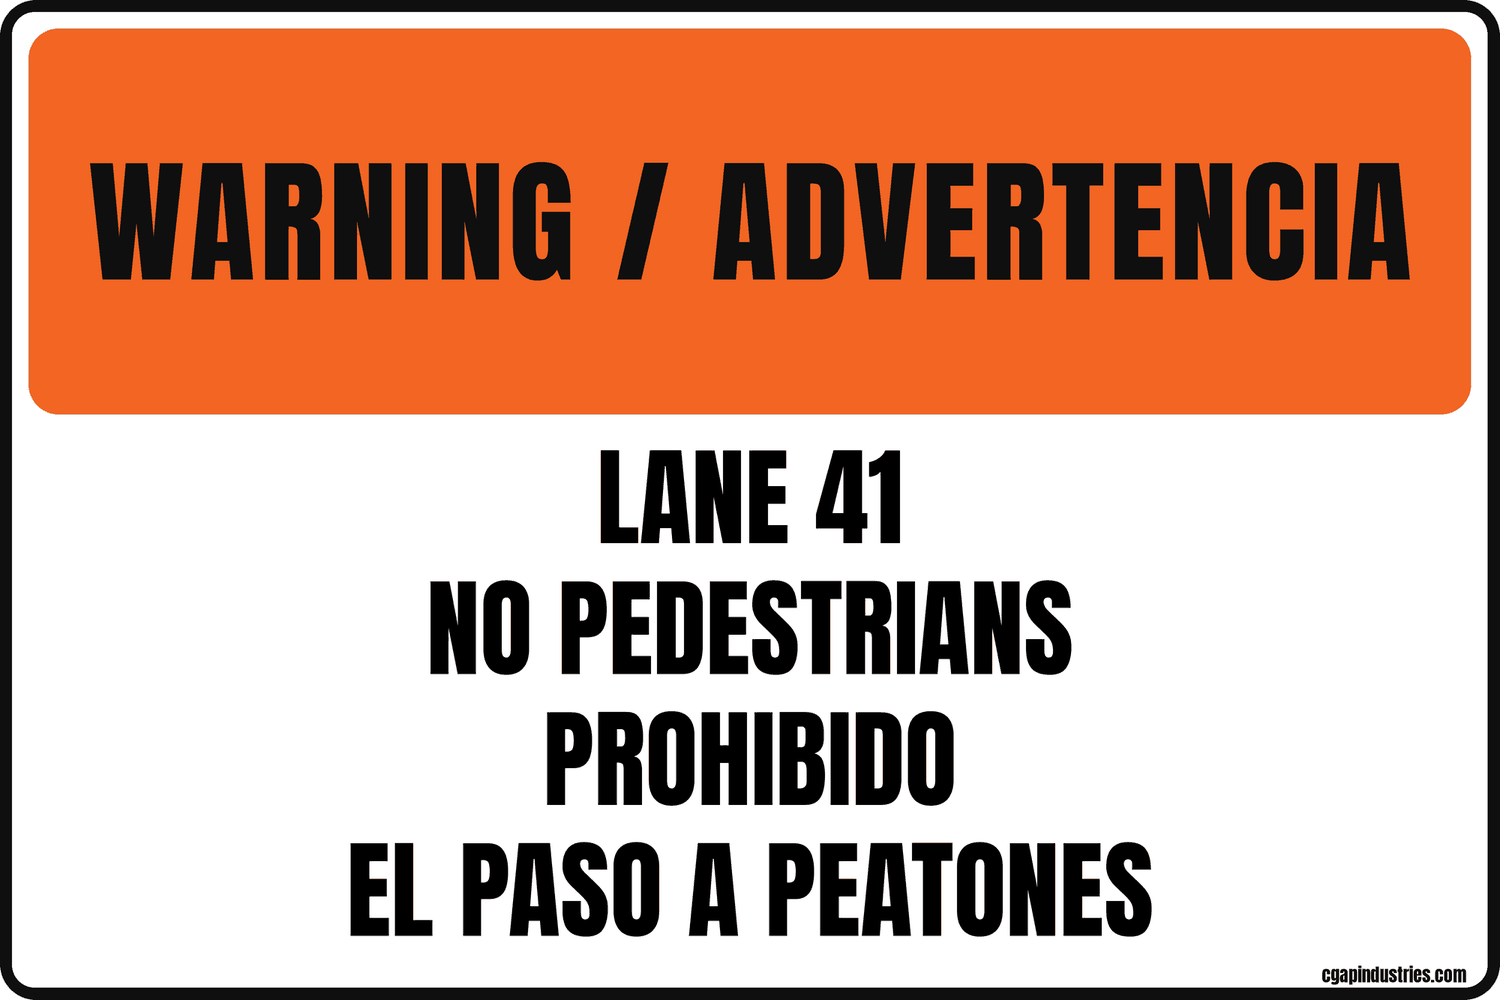 WARNING / ADVERTENCIA
LANE 41
NO PEDESTRIANS
PROHIBIDO
EL PASO A PEATONES
cgapindustries.com